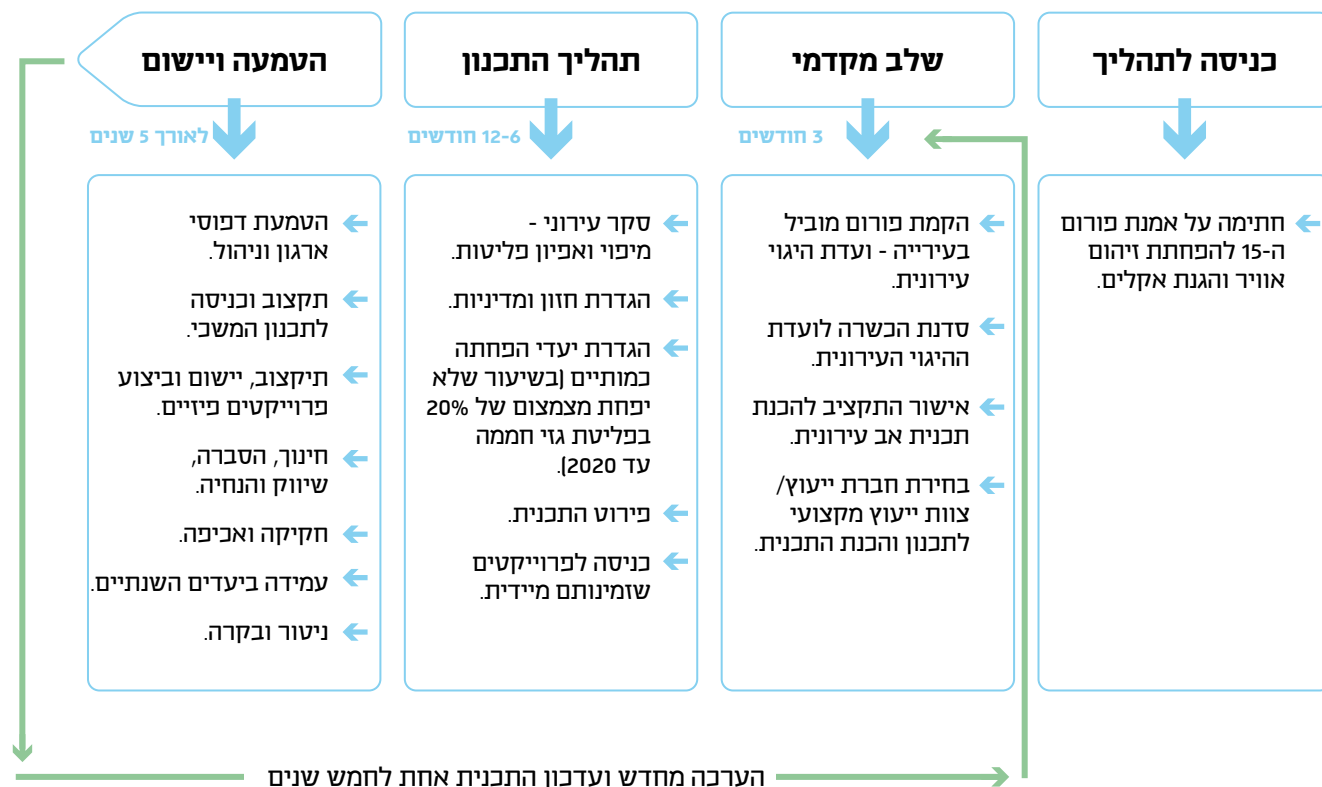 כניסה לתהליך
חתימה על אמנת פורום
ה-15 להפחתת זיהום
אוויר והגנת אקלים.
שלב מקדמי
3 חודשים
הקמת פורום מוביל
בעירייה - ועדת היגוי
עירונית.
סדנת הכשרה לועדת
ההיגוי העירונית.
אישור התקציב להכנת
תכנית אב עירונית.
בחירת חברת ייעוץ/
צוות ייעוץ מקצועי
לתכנון והכנת התכנית.
תהליך התכנון
12-6 חודשים
סקר עירוני -
מיפוי ואפיון פליטות.
הגדרת חזון ומדיניות.
הגדרת יעדי הפחתה
כמותיים (בשיעור שלא
יפחת מצמצום של 20%
בפליטת גזי חממה
עד 2020).
פירוט התכנית.
כניסה לפרוייקטים
שזמינותם מיידית.
הטמעה ויישום
לאורך 5 שנים
הטמעת דפוסי
ארגון וניהול.
תקצוב וכניסה
לתכנון המשכי.
תיקצוב, יישום וביצוע
פרוייקטים פיזיים.
חינוך, הסברה,
שיווק והנחיה.
חקיקה ואכיפה.
עמידה ביעדים השנתיים.
ניטור ובקרה.
הערכה מחדש ועדכון התכנית אחת לחמש שנים